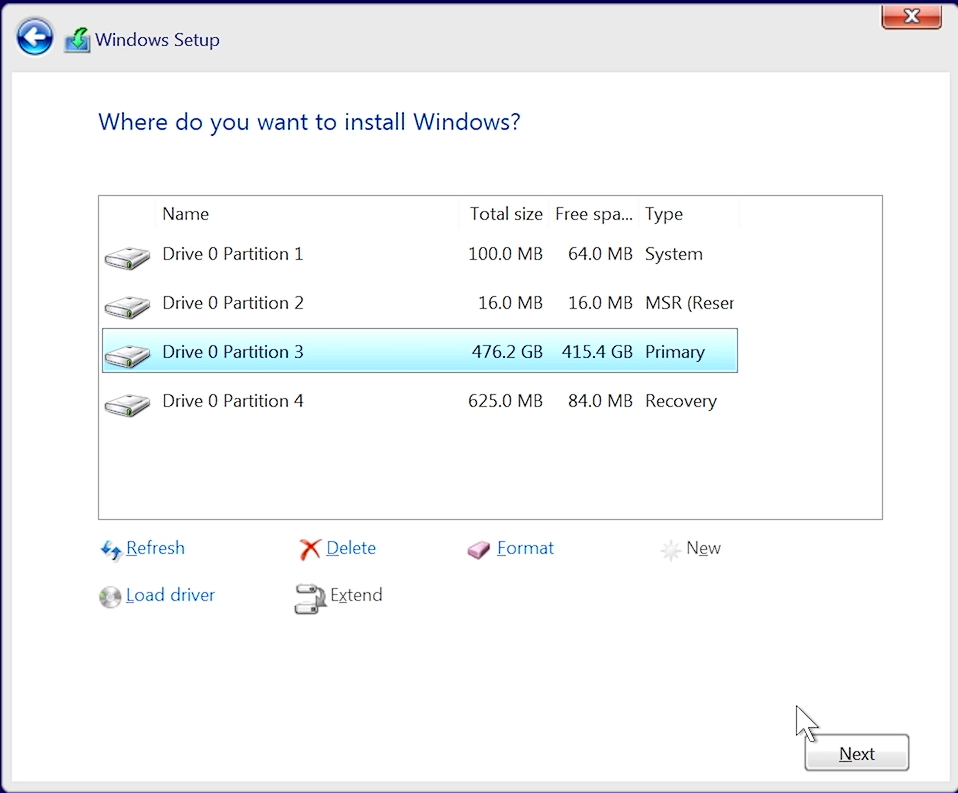 Windows Setup
Where do you want to install Windows?
Name Total size Free spa... Type
Drive 0 Partition 1 100.0 MB 64.0 MB System
Drive 0 Partition 2 16.0 MB 16.0 MB MSR (Reser
Drive 0 Partition 3 476.2 GB 415.4 GB Primary
Drive 0 Partition 4 625.0 MB 84.0 MB Recovery
Refresh Delete Format New
Load driver Extend
Next